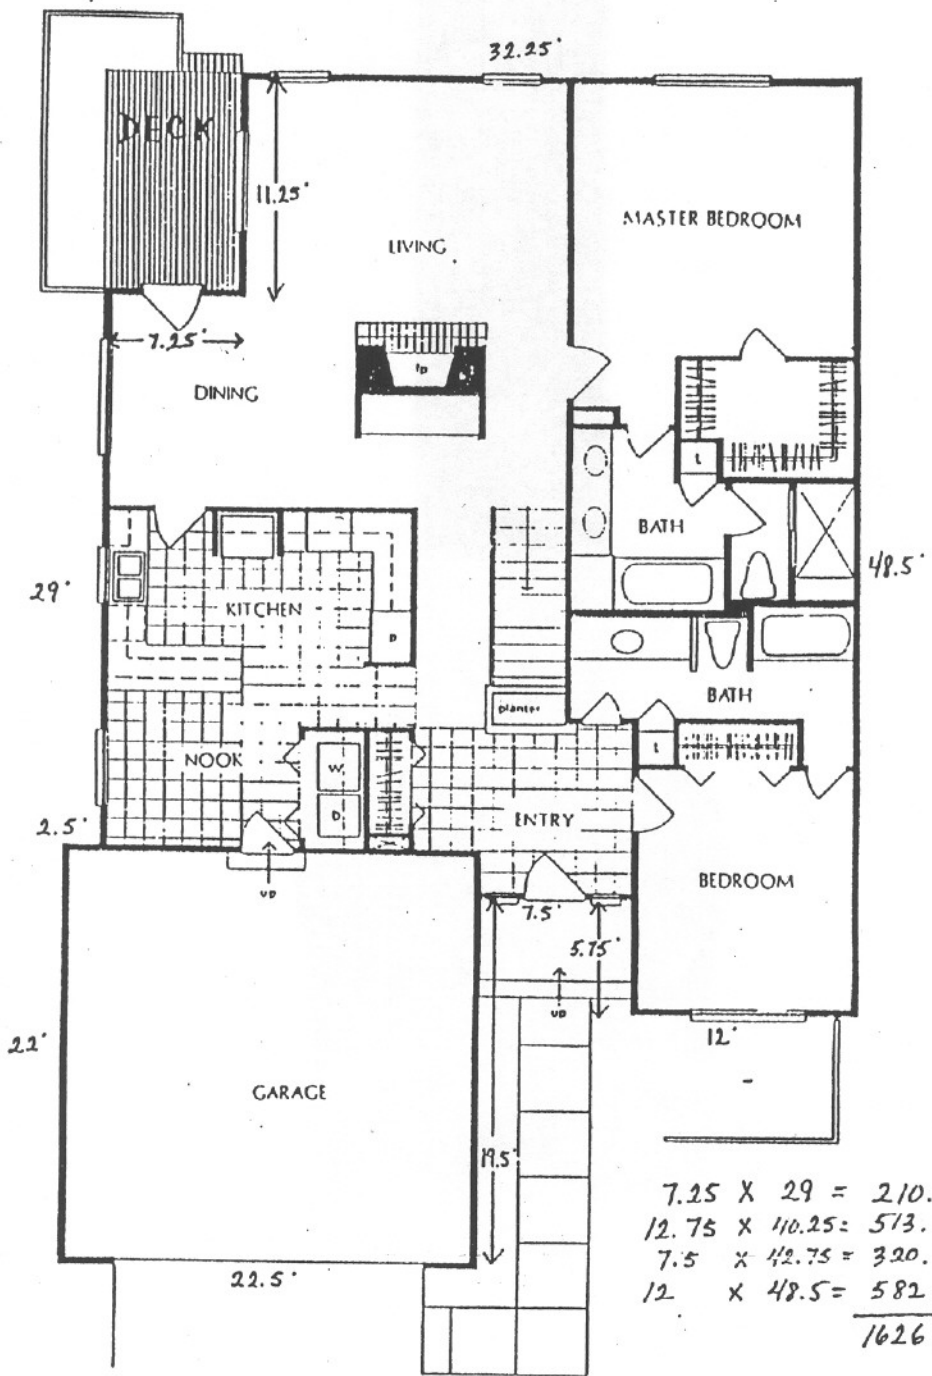 32.25'
DECK
11.25'
MASTER BEDROOM
LIVING
7.25'
fp
DINING
L
BATH
48.5'
29'
KITCHEN
P
BATH
planter
L
NOOK
W
D
ENTRY
2.5'
BEDROOM
UP
7.5'
5.75'
UP
12'
22'
GARAGE
19.5'
22.5'
7.25 X 29 = 210.
12.75 X 40.25 = 513.
7.5 X 42.75 = 320.
12 X 48.5 = 582
1626